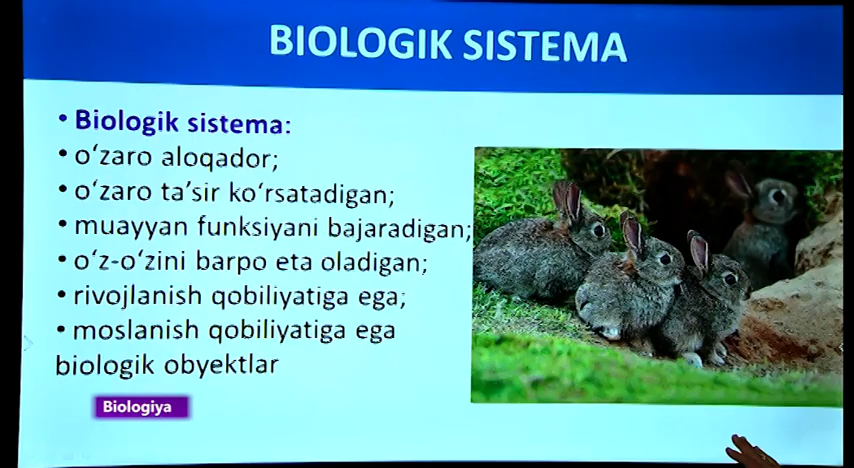 BIOLOGIK SISTEMA
• Biologik sistema:
• o‘zaro aloqador;
• o‘zaro ta’sir ko‘rsatadigan;
• muayyan funksiyani bajaradigan;
• o‘z-o‘zini barpo eta oladigan;
• rivojlanish qobiliyatiga ega;
• moslanish qobiliyatiga ega
biologik obyektlar
Biologiya